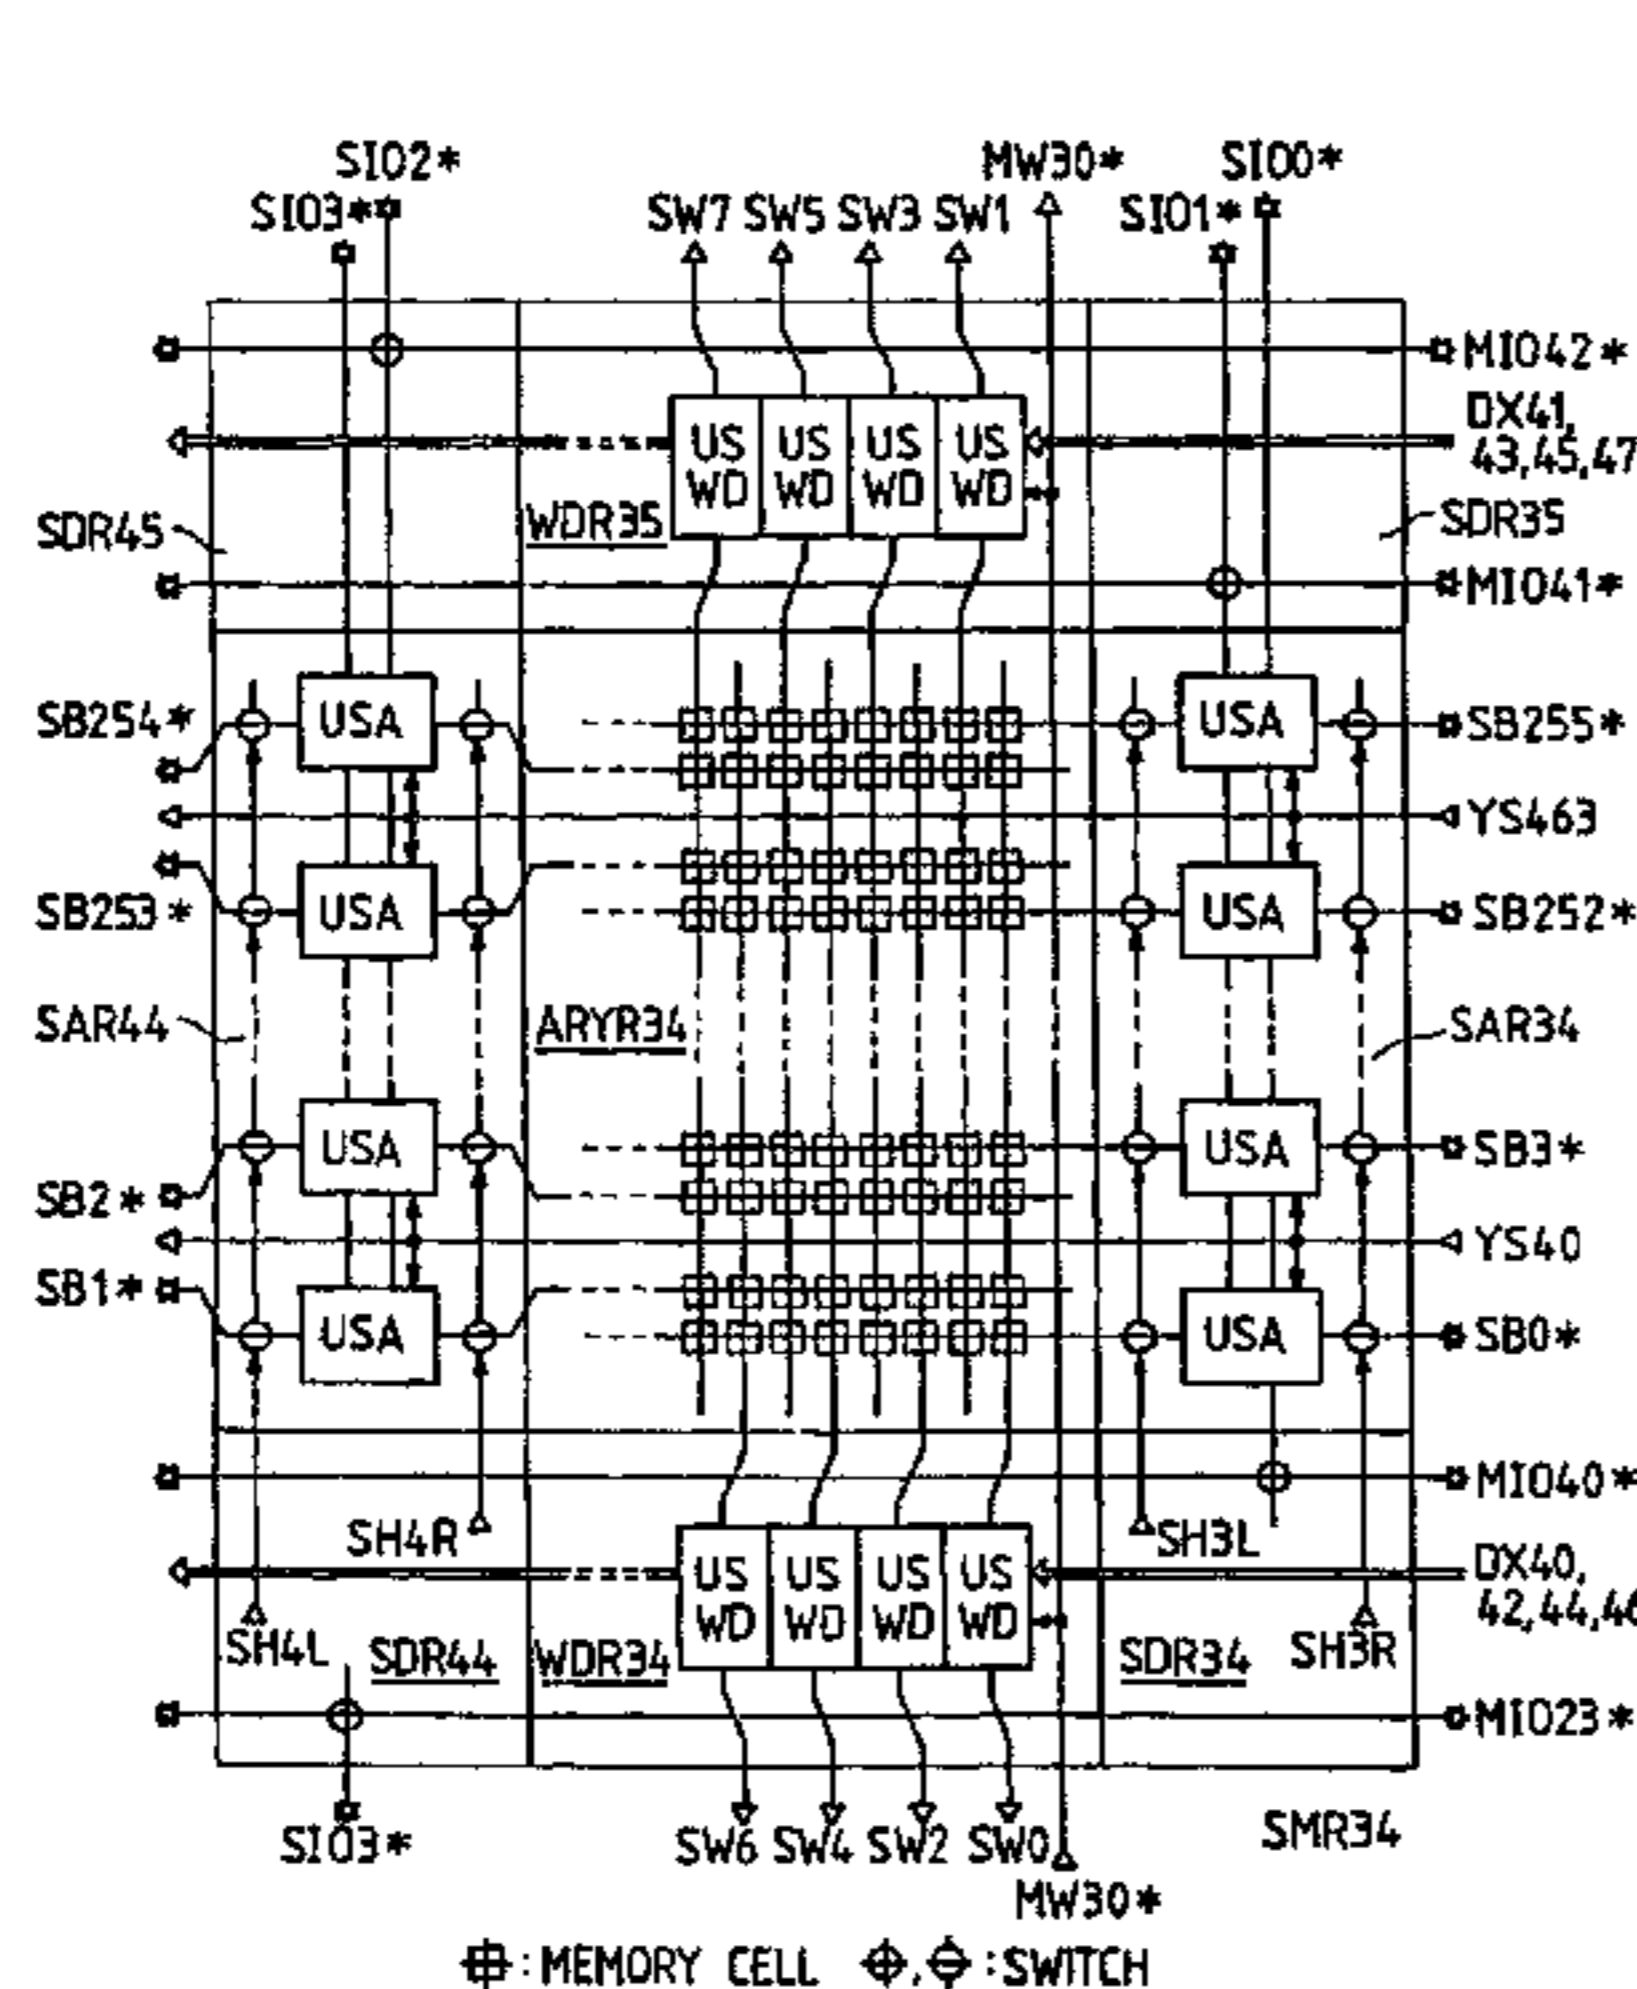 SIO2* MW30* SIO0*
SIO3* SW7 SW5 SW3 SW1 SIO1*
MIO42*
DX41,
43,45,47
US US US US
WD WD WD WD
SDR45 WDR35 SDR35
MIO41*
SB254* USA USA SB255*
YS463
SB253* USA USA SB252*
SAR44 ARYR34 SAR34
USA USA SB3*
SB2*
YS40
SB1*
USA USA SB0*
MIO40*
SH4R SH3L
DX40,
US US US US
42,44,46
WD WD WD WD
SH4L SDR44 WDR34 SDR34 SH3R
MIO23*
SIO3* SW6 SW4 SW2 SW0 SMR34
MW30*
: MEMORY CELL , : SWITCH